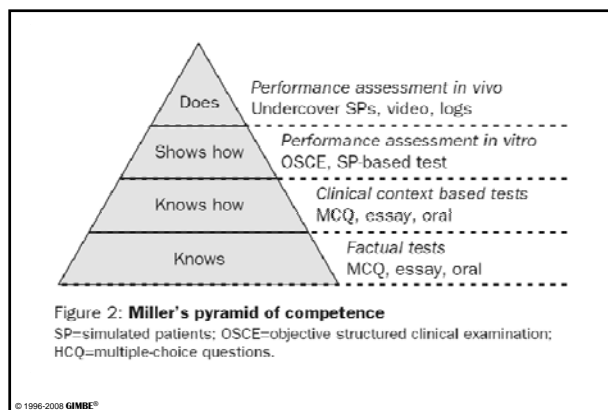 Does
Performance assessment in vivo
Undercover SPs, video, logs
Shows how
Performance assessment in vitro
OSCE, SP-based test
Knows how
Clinical context based tests
MCQ, essay, oral
Knows
Factual tests
MCQ, essay, oral
Figure 2: Miller's pyramid of competence
SP=simulated patients; OSCE=objective structured clinical examination;
HCQ=multiple-choice questions.
© 1996-2008 GIMBE®